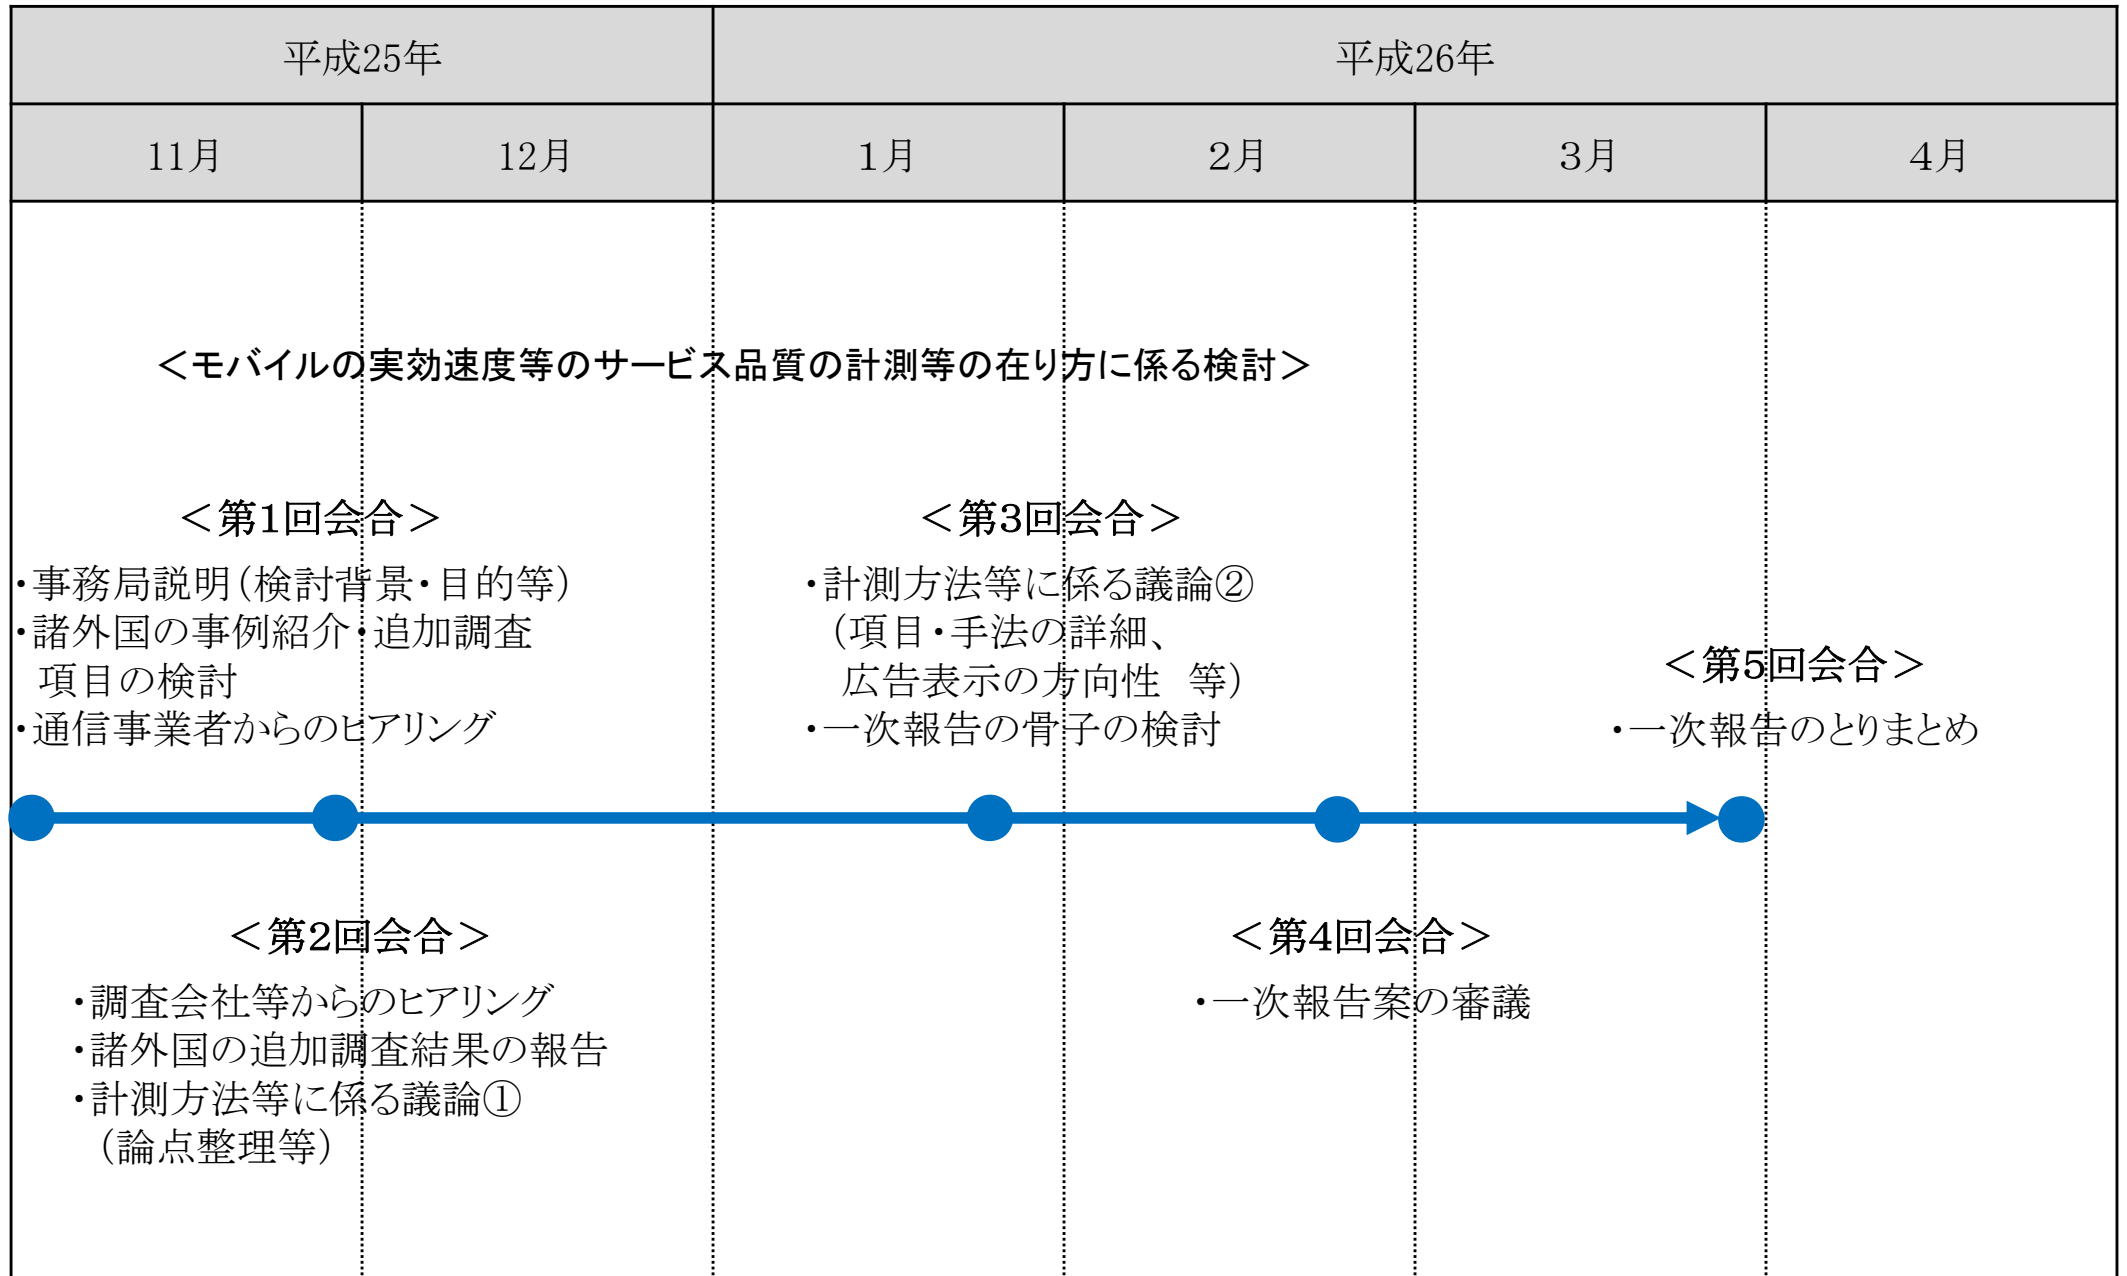 平成25年
平成26年
11月
12月
１月
２月
３月
４月
＜モバイルの実効速度等のサービス品質の計測等の在り方に係る検討＞
＜第1回会合＞
・事務局説明（検討背景・目的等）
・諸外国の事例紹介・追加調査
項目の検討
・通信事業者からのヒアリング
＜第3回会合＞
・計測方法等に係る議論②
（項目・手法の詳細、
広告表示の方向性　等）
・一次報告の骨子の検討
＜第5回会合＞
・一次報告のとりまとめ
＜第2回会合＞
・調査会社等からのヒアリング
・諸外国の追加調査結果の報告
・計測方法等に係る議論①
（論点整理等）
＜第4回会合＞
・一次報告案の審議